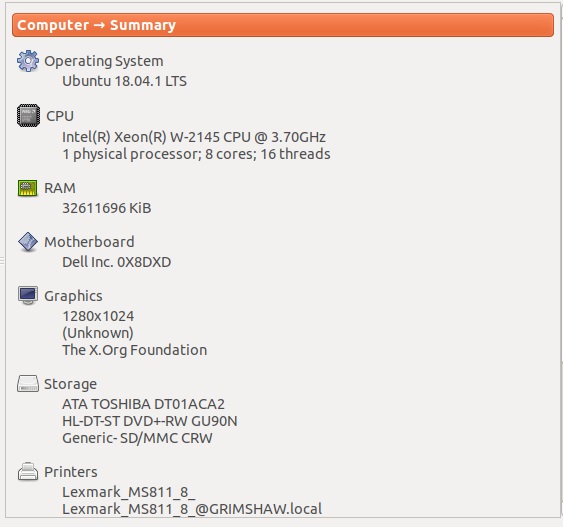 Computer → Summary
Operating System
Ubuntu 18.04.1 LTS
CPU
Intel(R) Xeon(R) W-2145 CPU @ 3.70GHz
1 physical processor; 8 cores; 16 threads
RAM
32611696 KiB
Motherboard
Dell Inc. 0X8DXD
Graphics
1280x1024
(Unknown)
The X.Org Foundation
Storage
ATA TOSHIBA DT01ACA2
HL-DT-ST DVD+-RW GU90N
Generic- SD/MMC CRW
Printers
Lexmark_MS811_8_
Lexmark_MS811_8_@GRIMSHAW.local